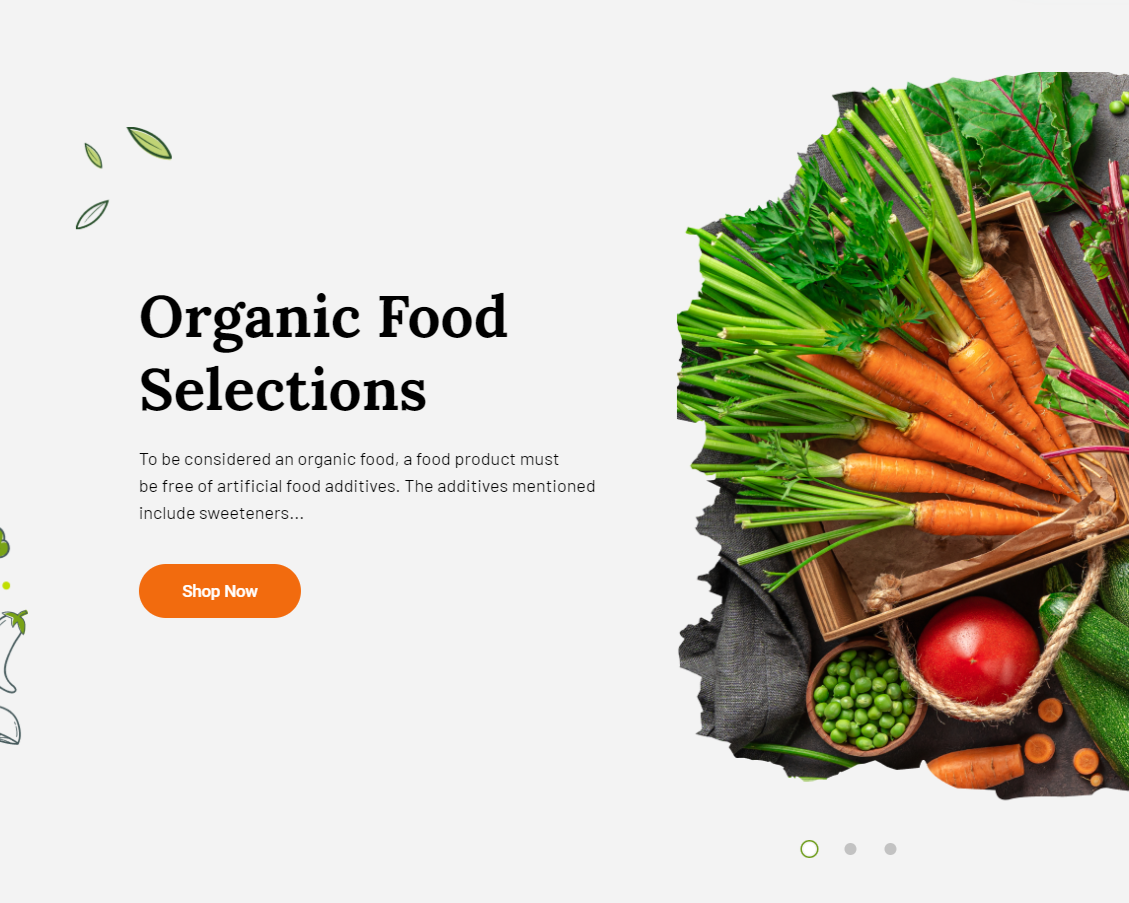 Organic Food
Selections
To be considered an organic food, a food product must
be free of artificial food additives. The additives mentioned
include sweeteners...
Shop Now